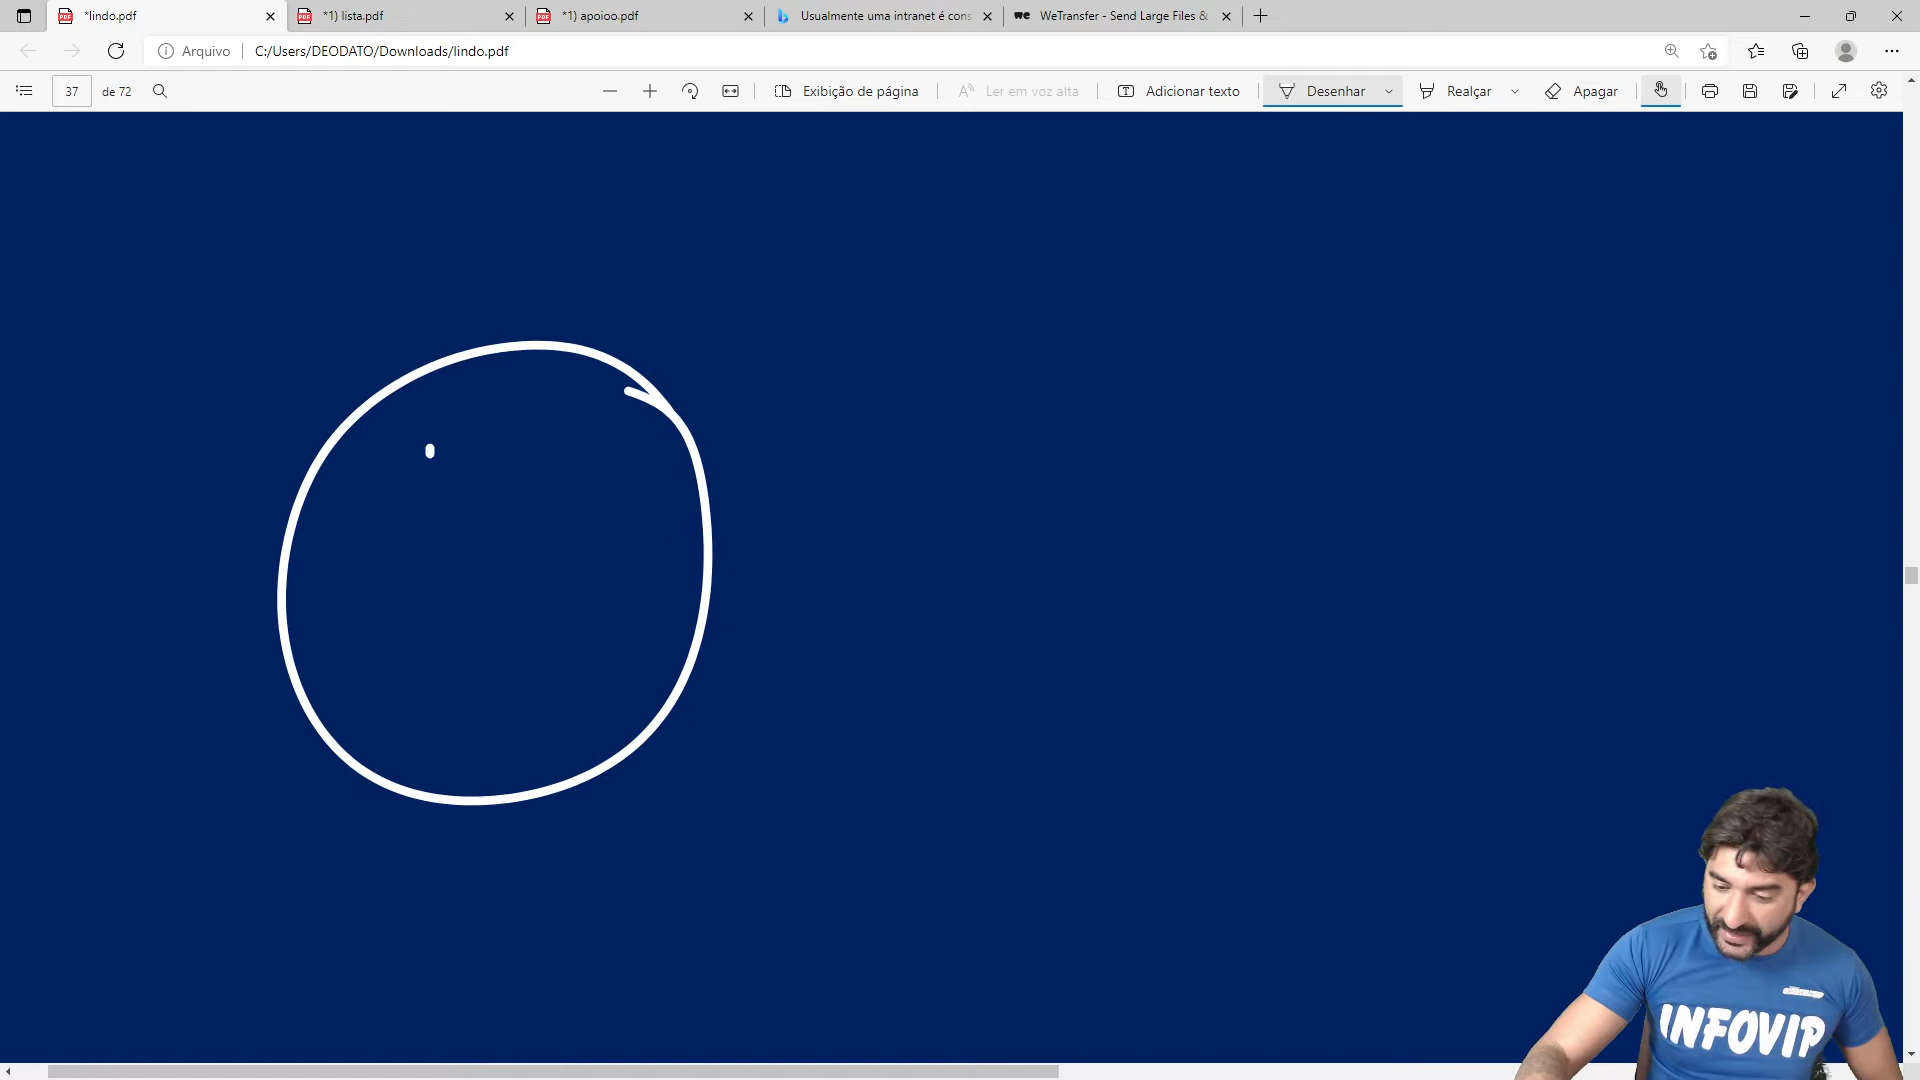 *lindo.pdf
*1) lista.pdf
*1) apoioo.pdf
Usualmente uma intranet é cons
we WeTransfer - Send Large Files &
Arquivo C:/Users/DEODATO/Downloads/lindo.pdf
37 de 72 Exibição de página Ler em voz alta Adicionar texto Desenhar Realçar Apagar
INFOVIP